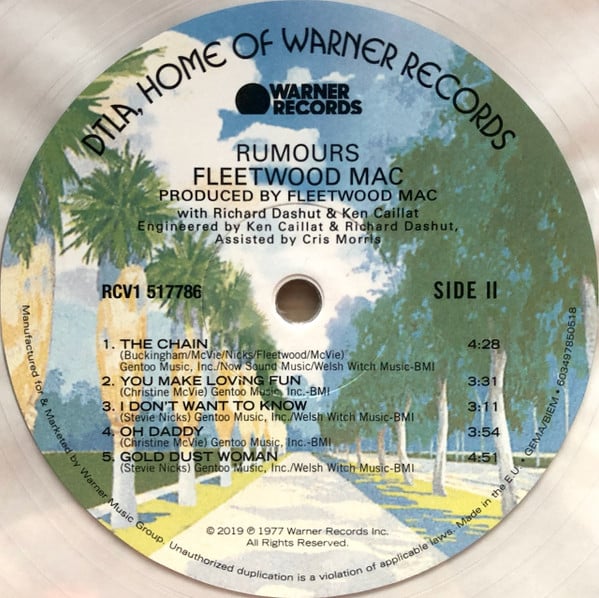 DTLA, HOME OF WARNER RECORDS
WARNER
RECORDS
RUMOURS
FLEETWOOD MAC
PRODUCED BY FLEETWOOD MAC
with Richard Dashut & Ken Caillat
Engineered by Ken Caillat & Richard Dashut,
Assisted by Cris Morris
RCV1 517786
SIDE II
1. THE CHAIN 4:28
(Buckingham/McVie/Nicks/Fleetwood/McVie)
Gentoo Music, Inc./Now Sound Music/Welsh Witch Music-BMI
2. YOU MAKE LOViNG FUN 3:31
(Christine McVie) Gentoo Music, Inc.-BMI
3. I DON'T WANT TO KNOW 3:11
(Stevie Nicks) Gentoo Music, Inc./Welsh Witch Music-BMI
4. OH DADDY 3:54
(Christine McVie) Gentoo Music, Inc.-BMI
5. GOLD DUST WOMAN 4:51
(Stevie Nicks) Gentoo Music, Inc./Welsh Witch Music-BMI
© 2019 ℗ 1977 Warner Records Inc.
All Rights Reserved.
Manufactured for & Marketed by Warner Music Group. Unauthorized duplication is a violation of applicable laws. Made in the E.U. • GEMA/BIEM • 603497850518